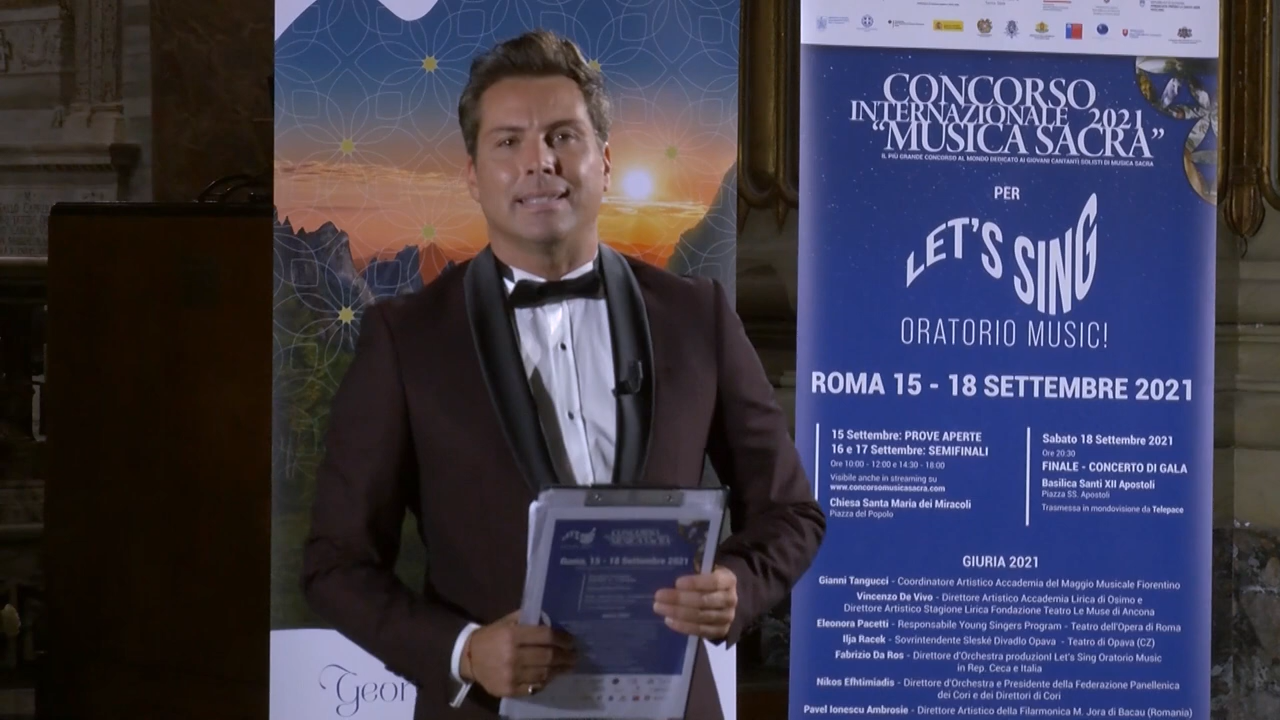 CONCORSO
INTERNAZIONALE 2021
"MUSICA SACRA"
IL PIÙ GRANDE CONCORSO AL MONDO DEDICATO AI GIOVANI CANTANTI SOLISTI DI MUSICA SACRA
PER
LET'S SING
ORATORIO MUSIC!
ROMA 15 - 18 SETTEMBRE 2021
15 Settembre: PROVE APERTE
16 e 17 Settembre: SEMIFINALI
Ore 10:00 - 12:00 e 14:30 - 18:00
Visibile anche in streaming su
www.concorsomusicasacra.com
Chiesa Santa Maria dei Miracoli
Piazza del Popolo
Sabato 18 Settembre 2021
Ore 20:30
FINALE - CONCERTO DI GALA
Basilica Santi XII Apostoli
Piazza SS. Apostoli
Trasmessa in mondovisione da Telepace
GIURIA 2021
Gianni Tangucci - Coordinatore Artistico Accademia del Maggio Musicale Fiorentino
Vincenzo De Vivo - Direttore Artistico Accademia Lirica di Osimo e
Direttore Artistico Stagione Lirica Fondazione Teatro Le Muse di Ancona
Eleonora Pacetti - Responsabile Young Singers Program - Teatro dell'Opera di Roma
Ilja Racek - Sovrintendente Sleské Divadlo Opava - Teatro di Opava (CZ)
Fabrizio Da Ros - Direttore d'Orchestra produzionI Let's Sing Oratorio Music
in Rep. Ceca e Italia
Nikos Efhtimiadis - Direttore d'Orchestra e Presidente della Federazione Panellenica
dei Cori e dei Direttori di Cori
Pavel Ionescu Ambrosie - Direttore Artistico della Filarmonica M. Jora di Bacau (Romania)
CONCORSO
"MUSICA SACRA"
Roma, 15 - 18 Settembre 2021
Geor